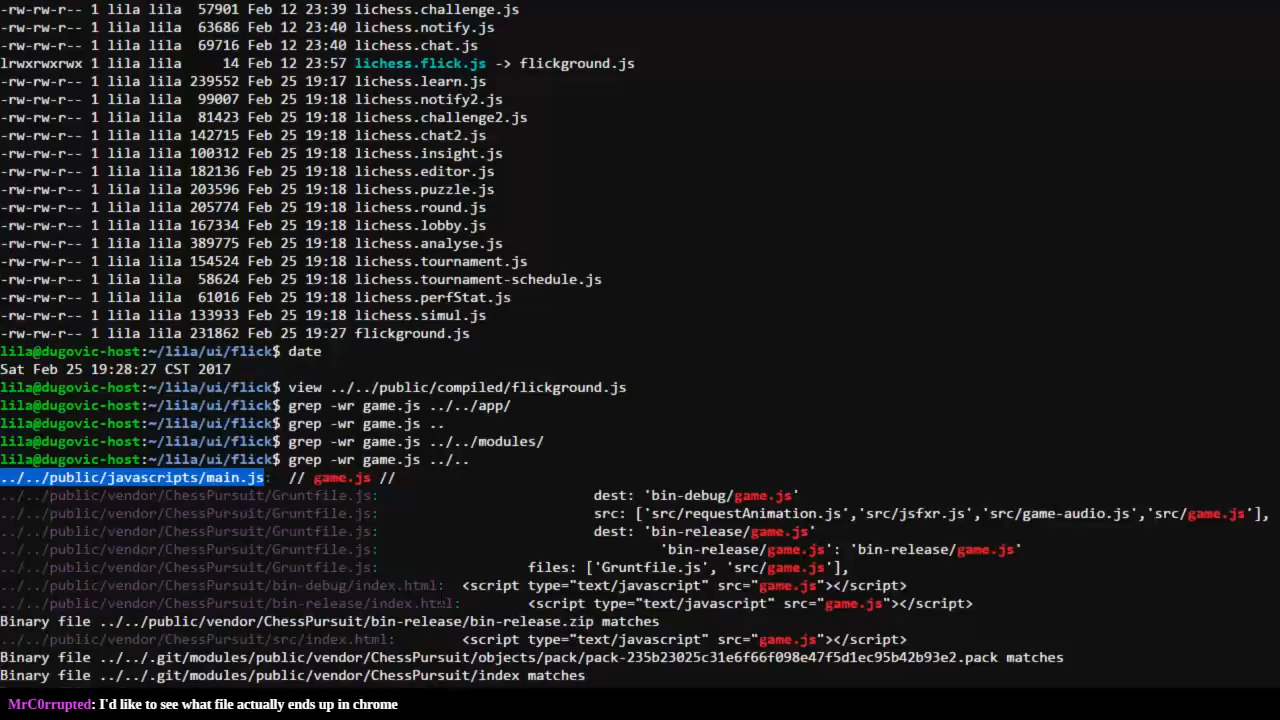 -rw-rw-r-- 1 lila lila  57901 Feb 12 23:39 lichess.challenge.js
-rw-rw-r-- 1 lila lila  63686 Feb 12 23:40 lichess.notify.js
-rw-rw-r-- 1 lila lila  69716 Feb 12 23:40 lichess.chat.js
lrwxrwxrwx 1 lila lila     14 Feb 12 23:57 lichess.flick.js -> flickground.js
-rw-rw-r-- 1 lila lila 239552 Feb 25 19:17 lichess.learn.js
-rw-rw-r-- 1 lila lila  99007 Feb 25 19:18 lichess.notify2.js
-rw-rw-r-- 1 lila lila  81423 Feb 25 19:18 lichess.challenge2.js
-rw-rw-r-- 1 lila lila 142715 Feb 25 19:18 lichess.chat2.js
-rw-rw-r-- 1 lila lila 100312 Feb 25 19:18 lichess.insight.js
-rw-rw-r-- 1 lila lila 182136 Feb 25 19:18 lichess.editor.js
-rw-rw-r-- 1 lila lila 203596 Feb 25 19:18 lichess.puzzle.js
-rw-rw-r-- 1 lila lila 205774 Feb 25 19:18 lichess.round.js
-rw-rw-r-- 1 lila lila 167334 Feb 25 19:18 lichess.lobby.js
-rw-rw-r-- 1 lila lila 389775 Feb 25 19:18 lichess.analyse.js
-rw-rw-r-- 1 lila lila 154524 Feb 25 19:18 lichess.tournament.js
-rw-rw-r-- 1 lila lila  58624 Feb 25 19:18 lichess.tournament-schedule.js
-rw-rw-r-- 1 lila lila  61016 Feb 25 19:18 lichess.perfStat.js
-rw-rw-r-- 1 lila lila 133933 Feb 25 19:18 lichess.simul.js
-rw-rw-r-- 1 lila lila 231862 Feb 25 19:27 flickground.js
lila@dugovic-host:~/lila/ui/flick$ date
Sat Feb 25 19:28:27 CST 2017
lila@dugovic-host:~/lila/ui/flick$ view ../../public/compiled/flickground.js
lila@dugovic-host:~/lila/ui/flick$ grep -wr game.js ../../app/
lila@dugovic-host:~/lila/ui/flick$ grep -wr game.js ..
lila@dugovic-host:~/lila/ui/flick$ grep -wr game.js ../../modules/
lila@dugovic-host:~/lila/ui/flick$ grep -wr game.js ../..
../../public/javascripts/main.js:  // game.js //
../../public/vendor/ChessPursuit/Gruntfile.js:                dest: 'bin-debug/game.js'
../../public/vendor/ChessPursuit/Gruntfile.js:                src: ['src/requestAnimation.js','src/jsfxr.js','src/game-audio.js','src/game.js'],
../../public/vendor/ChessPursuit/Gruntfile.js:                dest: 'bin-release/game.js'
../../public/vendor/ChessPursuit/Gruntfile.js:                    'bin-release/game.js': 'bin-release/game.js'
../../public/vendor/ChessPursuit/Gruntfile.js:            files: ['Gruntfile.js', 'src/game.js'],
../../public/vendor/ChessPursuit/bin-debug/index.html:  <script type="text/javascript" src="game.js"></script>
../../public/vendor/ChessPursuit/bin-release/index.html:        <script type="text/javascript" src="game.js"></script>
Binary file ../../public/vendor/ChessPursuit/bin-release/bin-release.zip matches
../../public/vendor/ChessPursuit/src/index.html:        <script type="text/javascript" src="game.js"></script>
Binary file ../../.git/modules/public/vendor/ChessPursuit/objects/pack/pack-235b23025c31e6f66f098e47f5d1ec95b42b93e2.pack matches
Binary file ../../.git/modules/public/vendor/ChessPursuit/index matches
MrC0rrupted: I'd like to see what file actually ends up in chrome